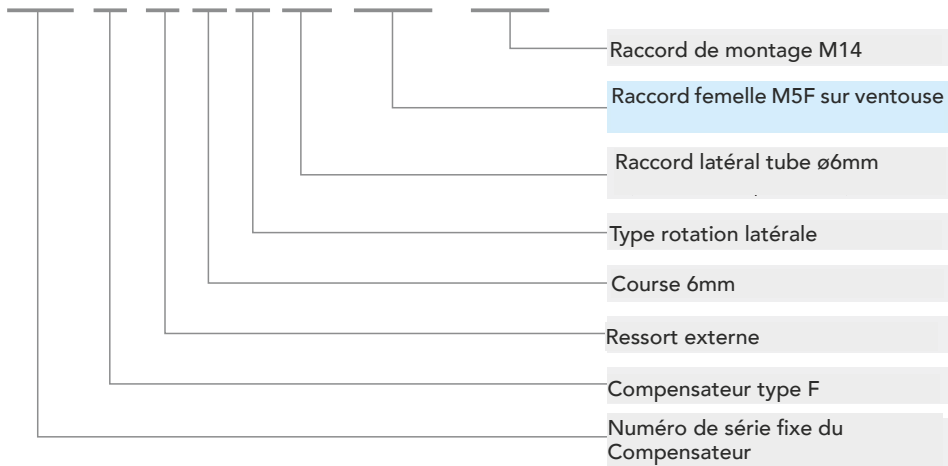 Raccord de montage M14
Raccord femelle M5F sur ventouse
Raccord latéral tube ø6mm
Type rotation latérale
Course 6mm
Ressort externe
Compensateur type F
Numéro de série fixe du
Compensateur